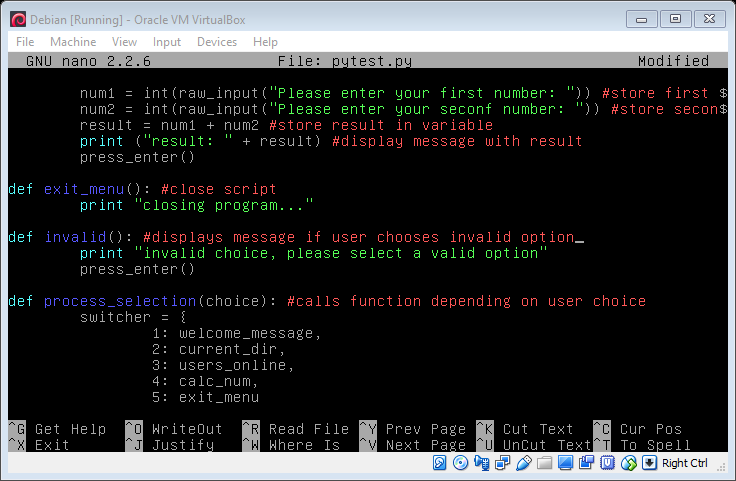 Debian [Running] - Oracle VM VirtualBox
File Machine View Input Devices Help
GNU nano 2.2.6 File: pytest.py Modified
num1 = int(raw_input("Please enter your first number: ")) #store first $
num2 = int(raw_input("Please enter your seconf number: ")) #store secon$
result = num1 + num2 #store result in variable
print ("result: " + result) #display message with result
press_enter()
def exit_menu(): #close script
print "closing program..."
def invalid(): #displays message if user chooses invalid option_
print "invalid choice, please select a valid option"
press_enter()
def process_selection(choice): #calls function depending on user choice
switcher = {
1: welcome_message,
2: current_dir,
3: users_online,
4: calc_num,
5: exit_menu
^G Get Help ^O WriteOut ^R Read File ^Y Prev Page ^K Cut Text ^C Cur Pos
^X Exit ^J Justify ^W Where Is ^V Next Page ^U UnCut Text ^T To Spell
Right Ctrl